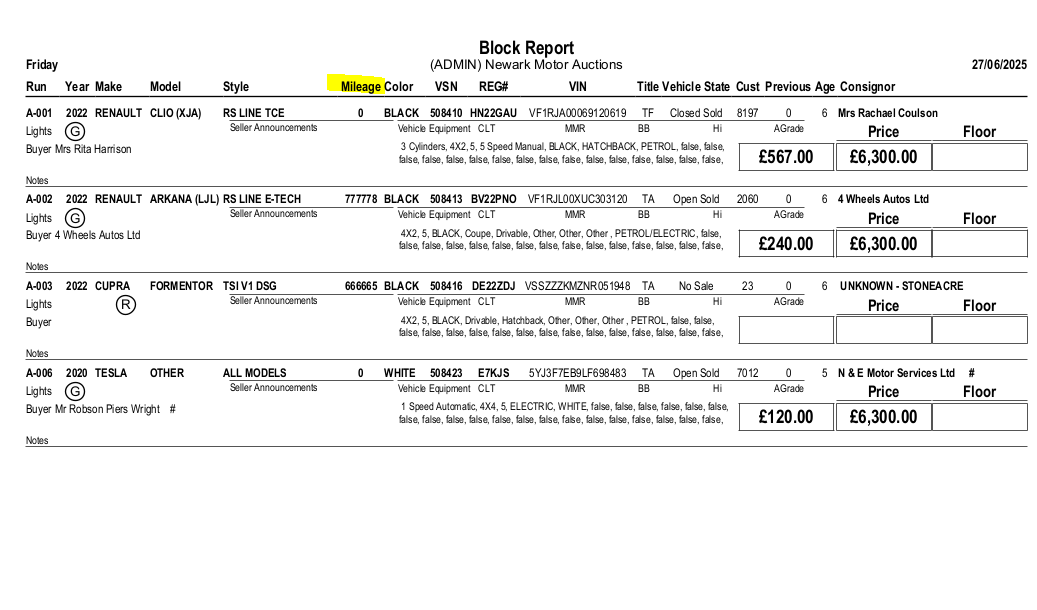 Block Report
Friday (ADMIN) Newark Motor Auctions 27/06/2025
Run Year Make Model Style Mileage Color VSN REG# VIN Title Vehicle State Cust Previous Age Consignor
A-001 2022 RENAULT CLIO (XJA) RS LINE TCE 0 BLACK 508410 HN22GAU VF1RJA00069120619 TF Closed Sold 8197 0 6 Mrs Rachael Coulson
Lights G Seller Announcements Vehicle Equipment CLT MMR BB Hi AGrade Price Floor
Buyer Mrs Rita Harrison 3 Cylinders, 4X2, 5, 5 Speed Manual, BLACK, HATCHBACK, PETROL, false, false,
false, false, false, false, false, false, false, false, false, false, false, false, false, false, £567.00 £6,300.00
Notes
A-002 2022 RENAULT ARKANA (LJL) RS LINE E-TECH 777778 BLACK 508413 BV22PNO VF1RJL00XUC303120 TA Open Sold 2060 0 6 4 Wheels Autos Ltd
Lights G Seller Announcements Vehicle Equipment CLT MMR BB Hi AGrade Price Floor
Buyer 4 Wheels Autos Ltd 4X2, 5, BLACK, Coupe, Drivable, Other, Other, Other , PETROL/ELECTRIC, false,
false, false, false, false, false, false, false, false, false, false, false, false, false, false, £240.00 £6,300.00
Notes
A-003 2022 CUPRA FORMENTOR TSI V1 DSG 666665 BLACK 508416 DE22ZDJ VSSZZZKMZNR051948 TA No Sale 23 0 6 UNKNOWN - STONEACRE
Lights R Seller Announcements Vehicle Equipment CLT MMR BB Hi AGrade Price Floor
Buyer 4X2, 5, BLACK, Drivable, Hatchback, Other, Other, Other , PETROL, false, false,
false, false, false, false, false, false, false, false, false, false, false, false, false, false,
Notes
A-006 2020 TESLA OTHER ALL MODELS 0 WHITE 508423 E7KJS 5YJ3F7EB9LF698483 TA Open Sold 7012 0 5 N & E Motor Services Ltd #
Lights G Seller Announcements Vehicle Equipment CLT MMR BB Hi AGrade Price Floor
Buyer Mr Robson Piers Wright # 1 Speed Automatic, 4X4, 5, ELECTRIC, WHITE, false, false, false, false, false, false,
false, false, false, false, false, false, false, false, false, false, false, false, false, false, £120.00 £6,300.00
Notes